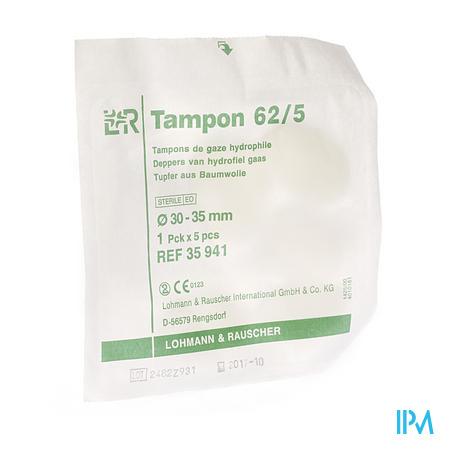 L&R Tampon 62/5
Tampons de gaze hydrophile
Deppers van hydrofiel gaas
Tupfer aus Baumwolle
STERILE EO
Ø 30 - 35 mm
1 Pck x 5 pcs
REF 35 941
2 CE 0123
Lohmann & Rauscher International GmbH & Co. KG
D-56579 Rengsdorf
LOHMANN & RAUSCHER
LOT 2482Z931 2017-10
IPM